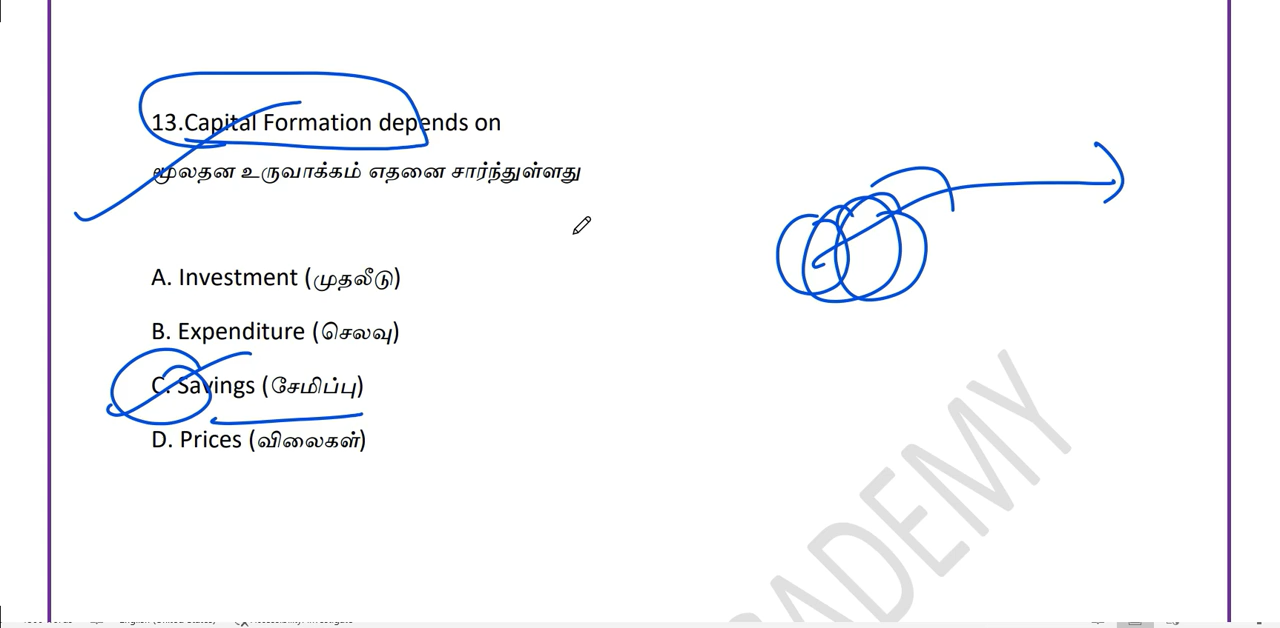 13.Capital Formation depends on
மூலதன உருவாக்கம் எதனை சார்ந்துள்ளது
A. Investment (முதலீடு)
B. Expenditure (செலவு)
C. Savings (சேமிப்பு)
D. Prices (விலைகள்)
ADEMY